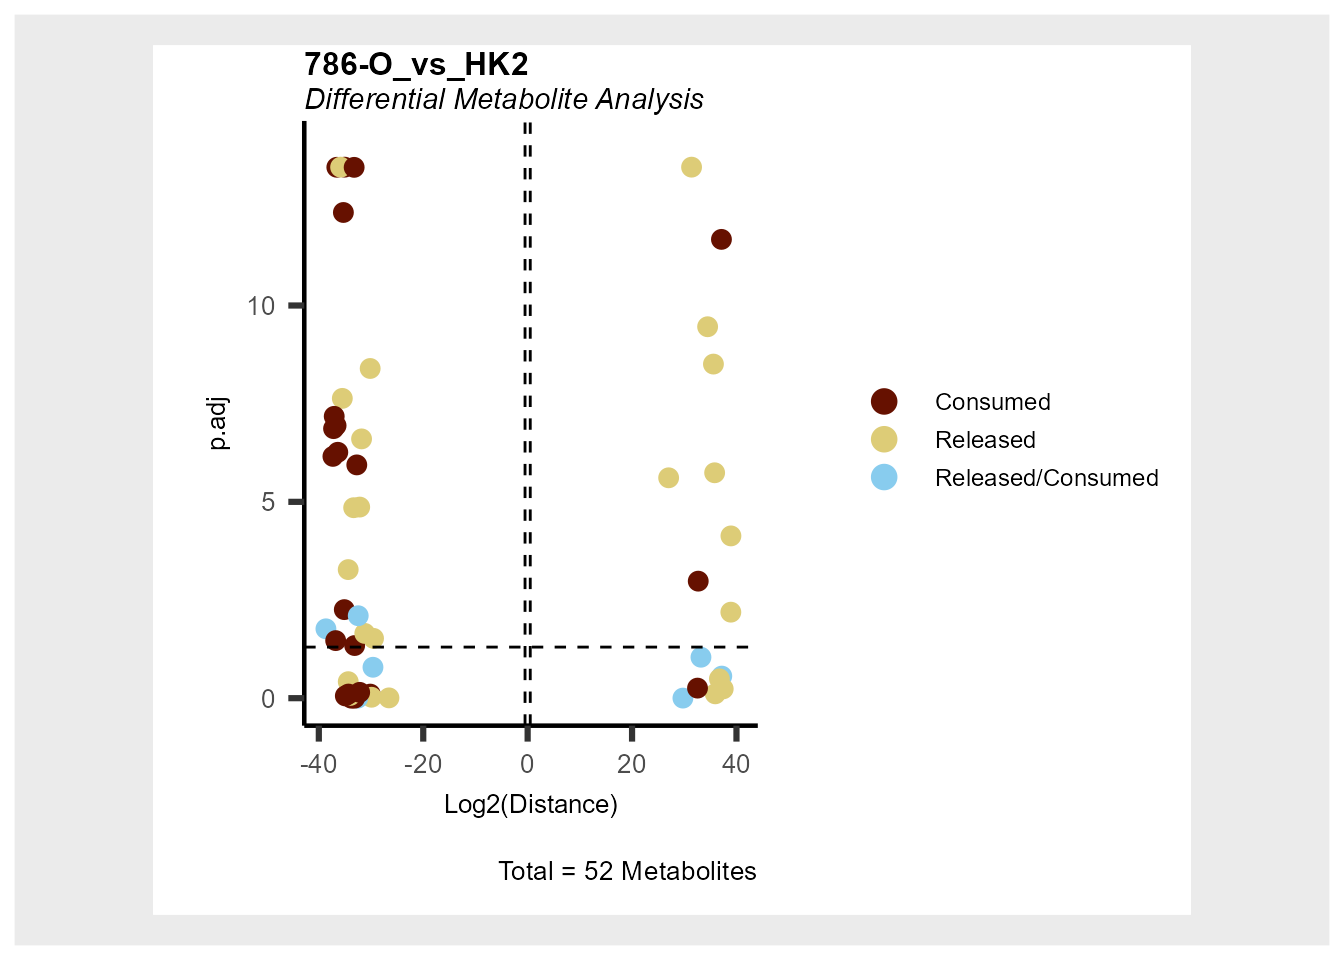 786-O_vs_HK2
Differential Metabolite Analysis
10
5
0
p.adj
-40 -20 0 20 40
Log2(Distance)
Consumed
Released
Released/Consumed
Total = 52 Metabolites